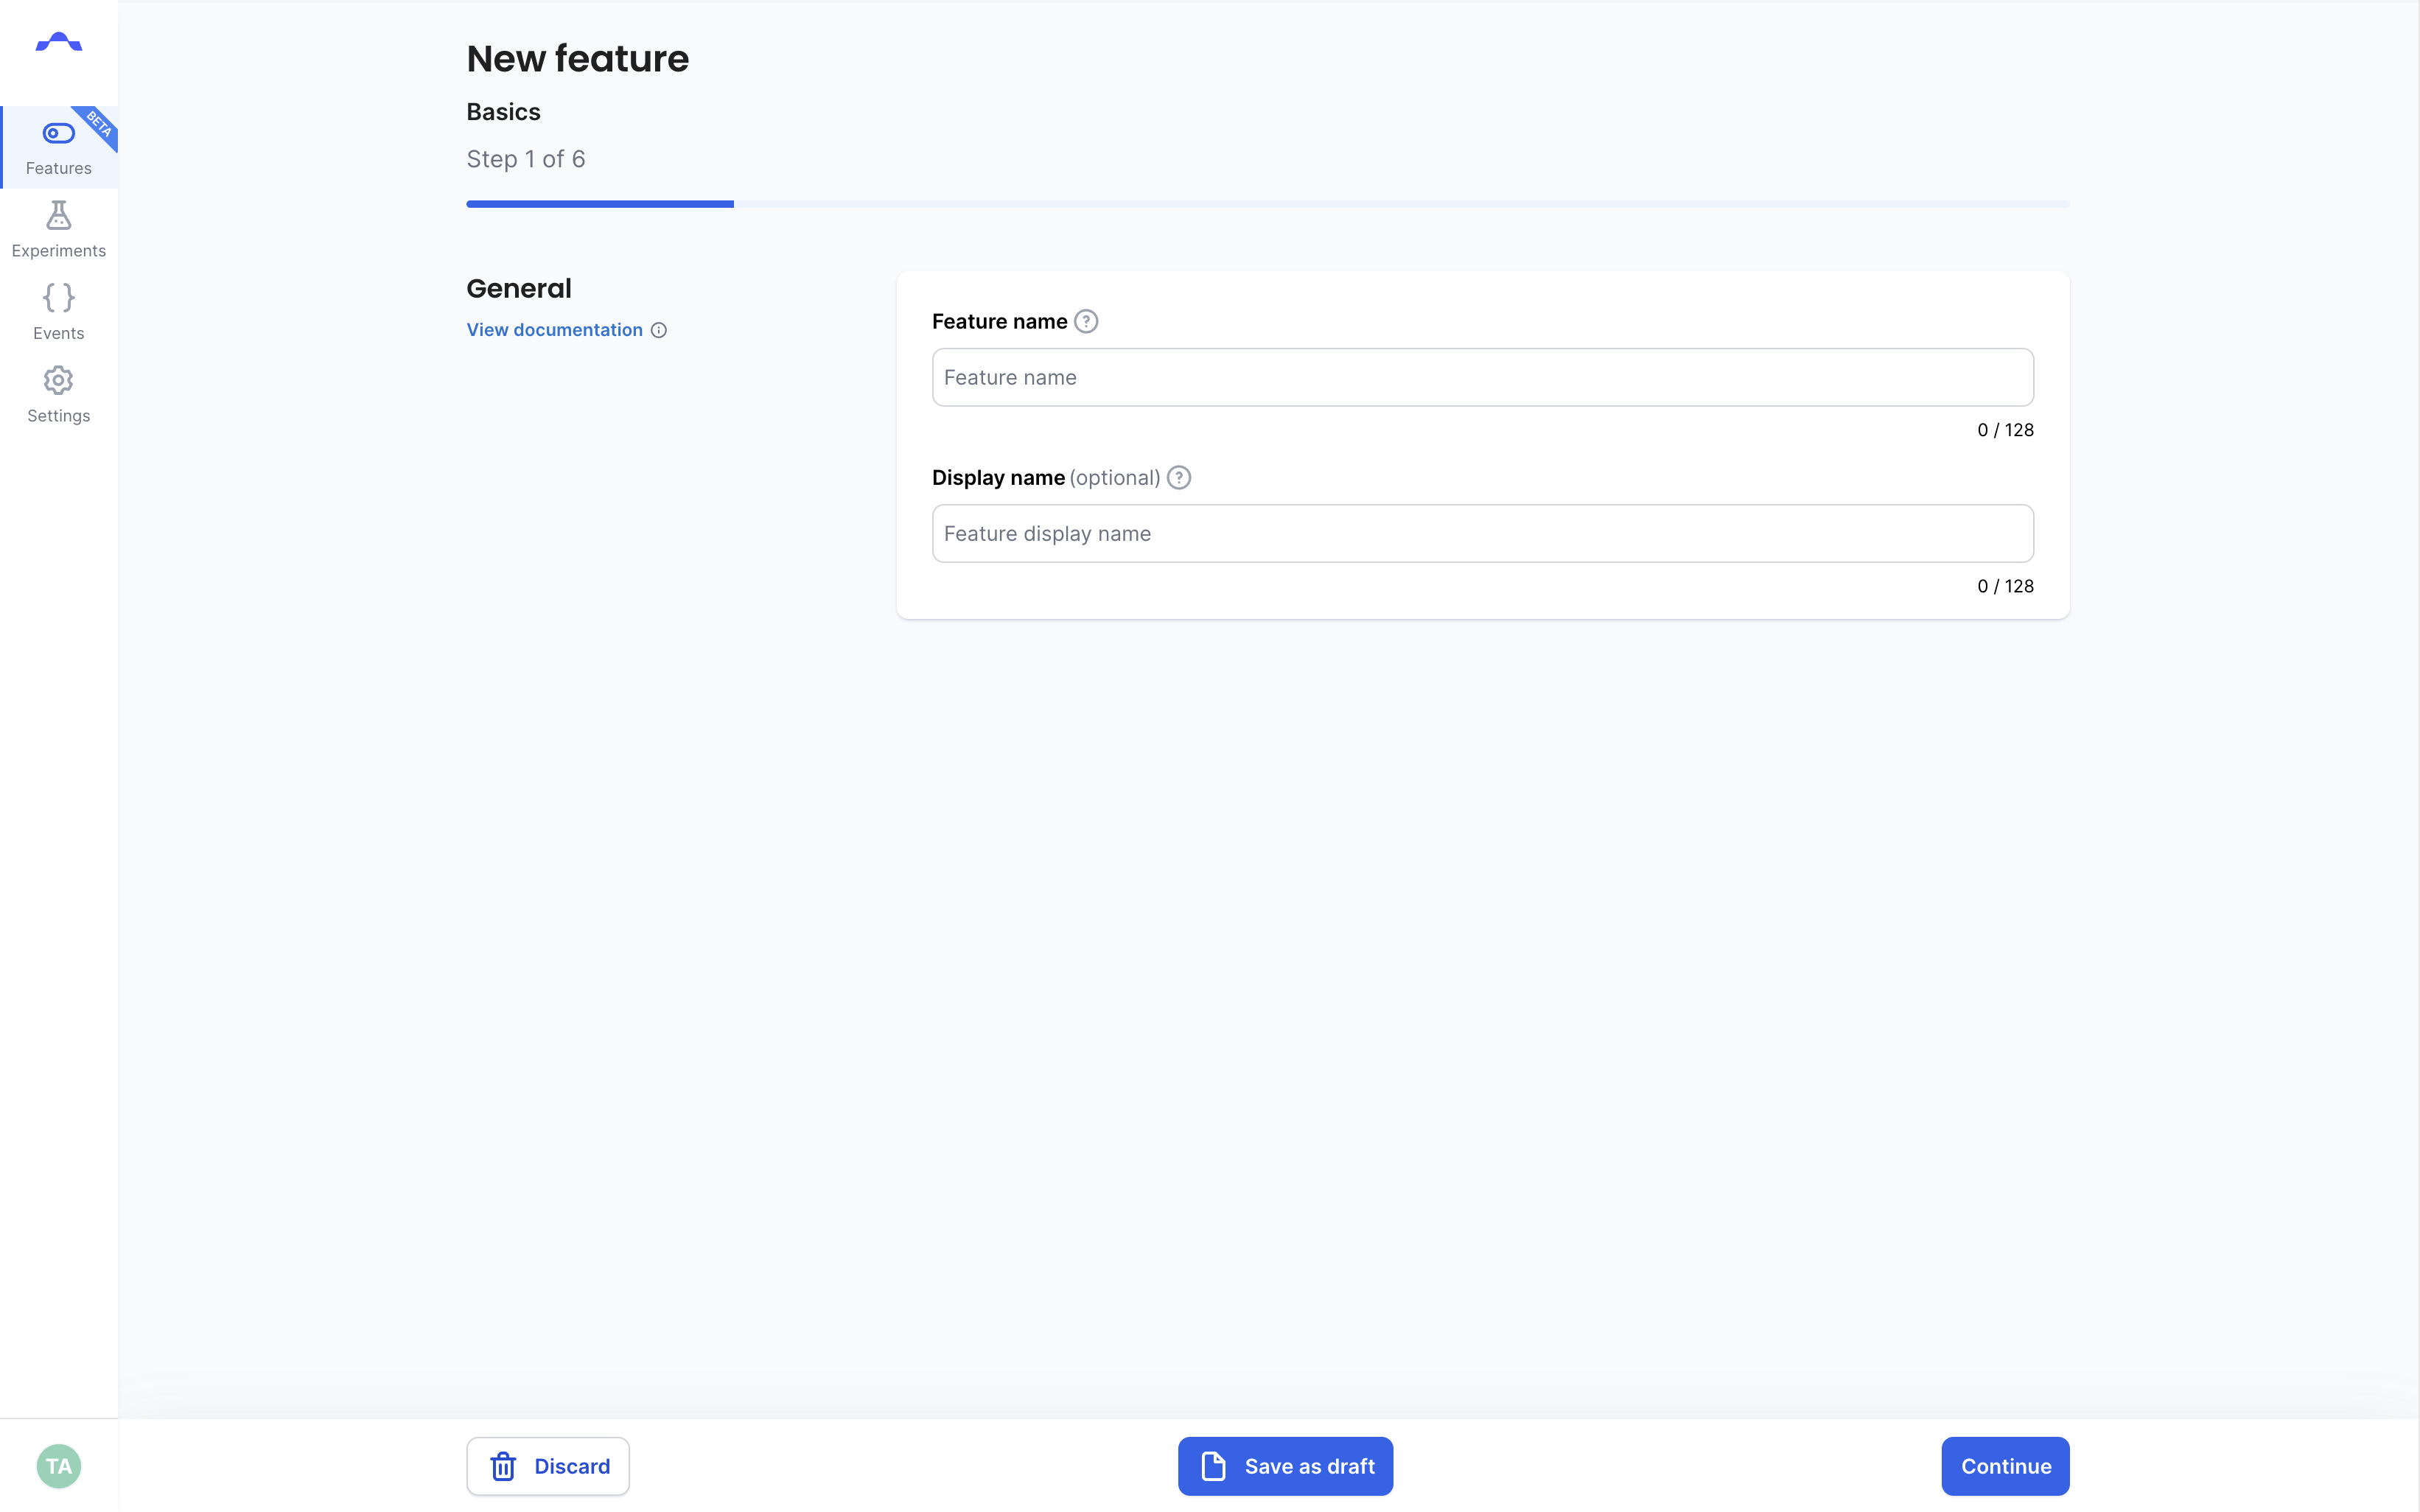 New feature
Basics
Step 1 of 6
BETA
Features
Experiments
Events
Settings
General
View documentation
Feature name
Feature name
0 / 128
Display name (optional)
Feature display name
0 / 128
TA
Discard
Save as draft
Continue